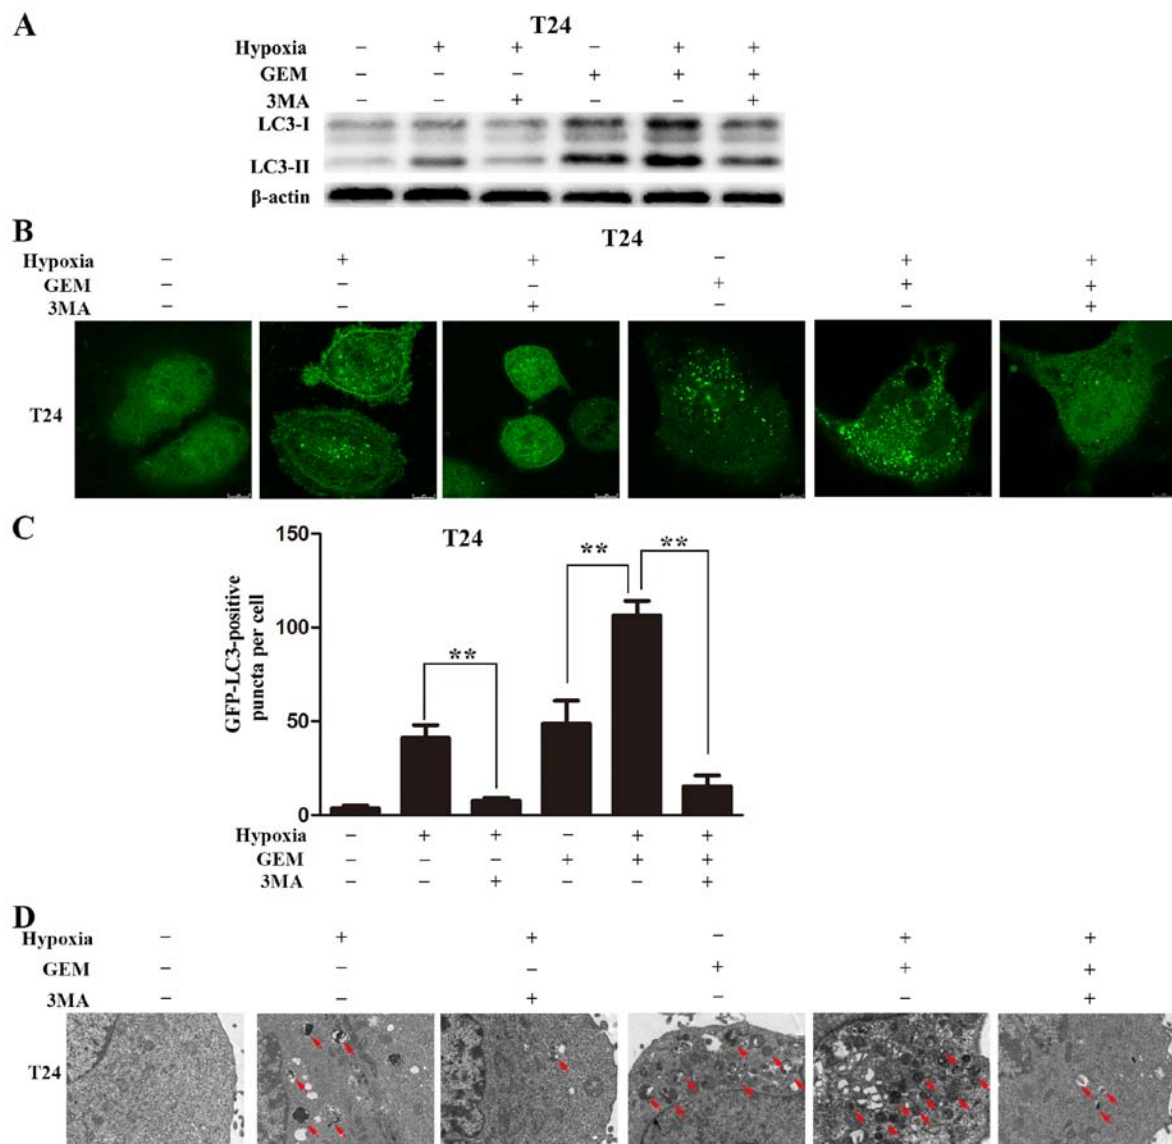 A
T24
Hypoxia − + + − + +
GEM − − − + + +
3MA − − + − − +
LC3-I
LC3-II
β-actin
B
T24
Hypoxia − + + − + +
GEM − − − + + +
3MA − − + − − +
T24
C
T24
GFP-LC3-positive
puncta per cell
150
100
50
0
** ** **
Hypoxia − + + − + +
GEM − − − + + +
3MA − − + − − +
D
Hypoxia − + + − + +
GEM − − − + + +
3MA − − + − − +
T24